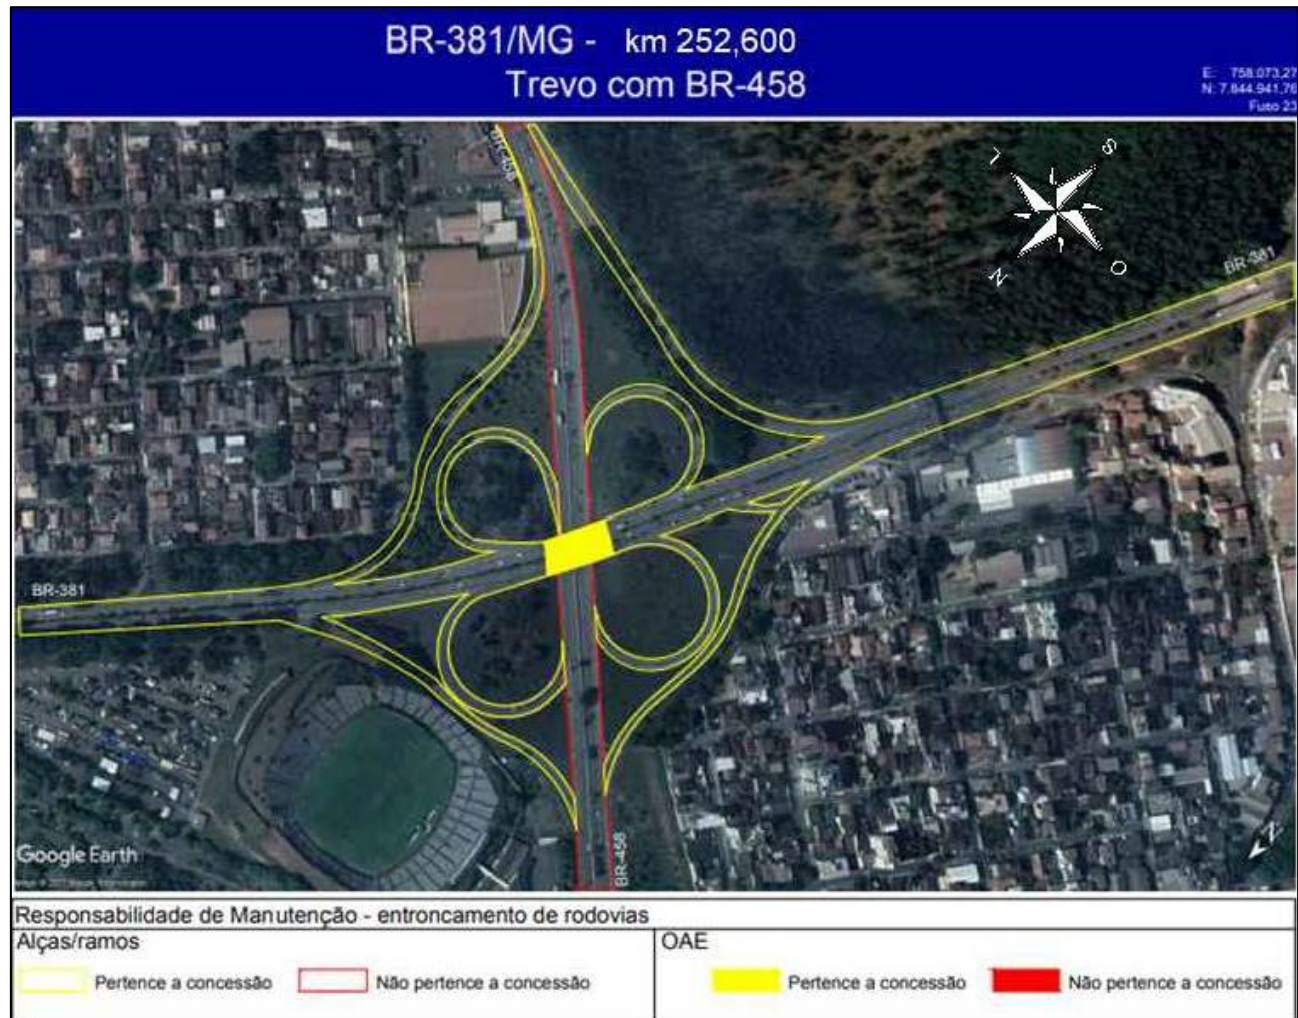 BR-381/MG - km 252,600
Trevo com BR-458
E: 758.073,27
N: 7.844.941,76
Fuso 23
BR-458
S
L
N
O
BR-381
BR-381
BR-458
Google Earth
N
Responsabilidade de Manutenção - entroncamento de rodovias
Alças/ramos
OAE
Pertence a concessão
Não pertence a concessão
Pertence a concessão
Não pertence a concessão